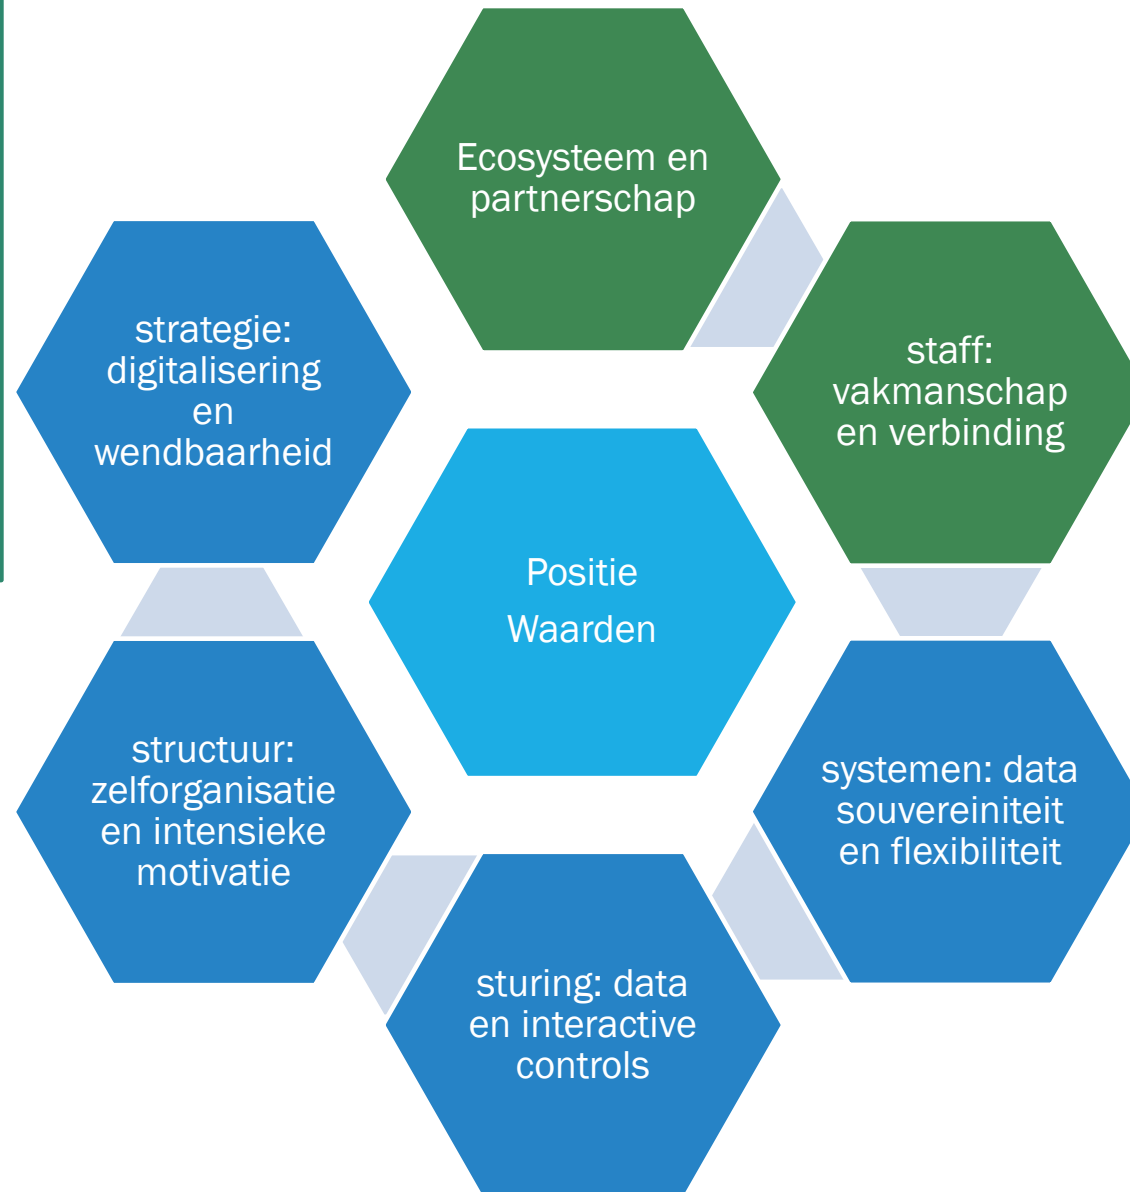 Ecosysteem en
partnerschap
strategie:
digitalisering
en
wendbaarheid
staff:
vakmanschap
en verbinding
Positie
Waarden
structuur:
zelforganisatie
en intensieke
motivatie
systemen: data
souvereiniteit
en flexibiliteit
sturing: data
en interactive
controls